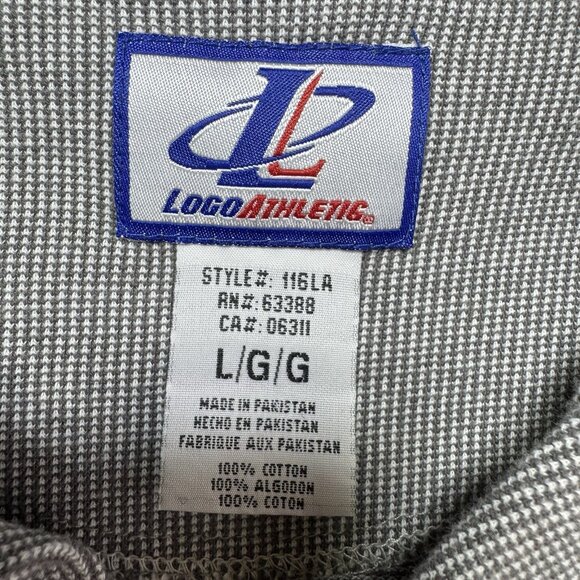 LOGO ATHLETIC
STYLE#: 116LA
RN#: 63388
CA#: 06311
L/G/G
MADE IN PAKISTAN
HECHO EN PAKISTAN
FABRIQUE AUX PAKISTAN
100% COTTON
100% ALGODON
100% COTON